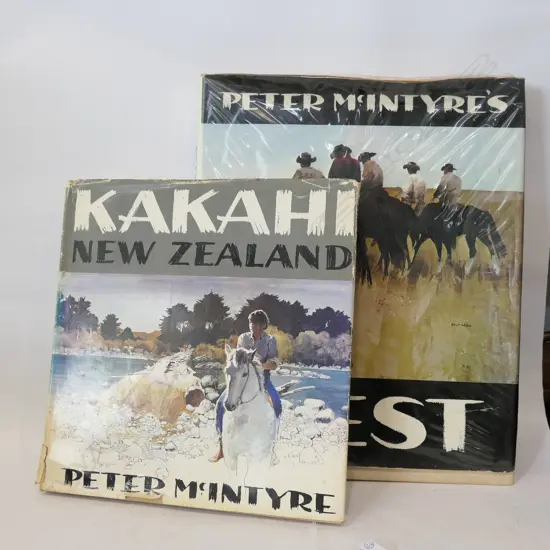 PETER McINTYRE'S
EST
KAKAHI
NEW ZEALAND
PETER McINTYRE